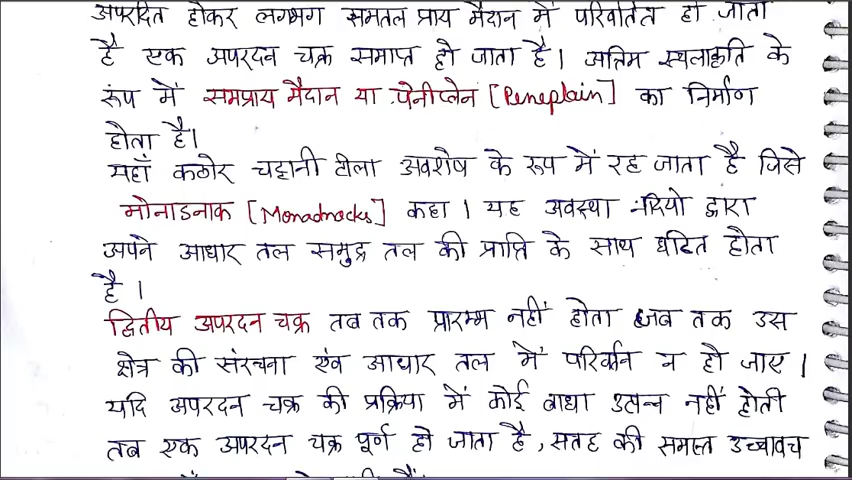 अपरदित होकर लगभग समतल प्राय मैदान में परिवर्तित हो जाता
है एक अपरदन चक्र समाप्त हो जाता है। अंतिम स्थलाकृति के
रूप में समप्राय मैदान या पेनीप्लेन [Peneplain] का निर्माण
होता है।
यहाँ कठोर चट्टानी टीला अवशेष के रूप में रह जाता है जिसे
मोनाडनाक [Monadnocks] कहा। यह अवस्था नदियो द्वारा
अपने आधार तल समुद्र तल की प्राप्ति के साथ घटित होता
है।
द्वितीय अपरदन चक्र तब तक प्रारम्भ नहीं होता जब तक उस
क्षेत्र की संरचना एंव आधार तल में परिर्वतन न हो जाए।
यदि अपरदन चक्र की प्रक्रिया में कोई बाधा उत्पन्न नहीं होती
तब एक अपरदन चक्र पूर्ण हो जाता है, सतह की समस्त उच्चावच